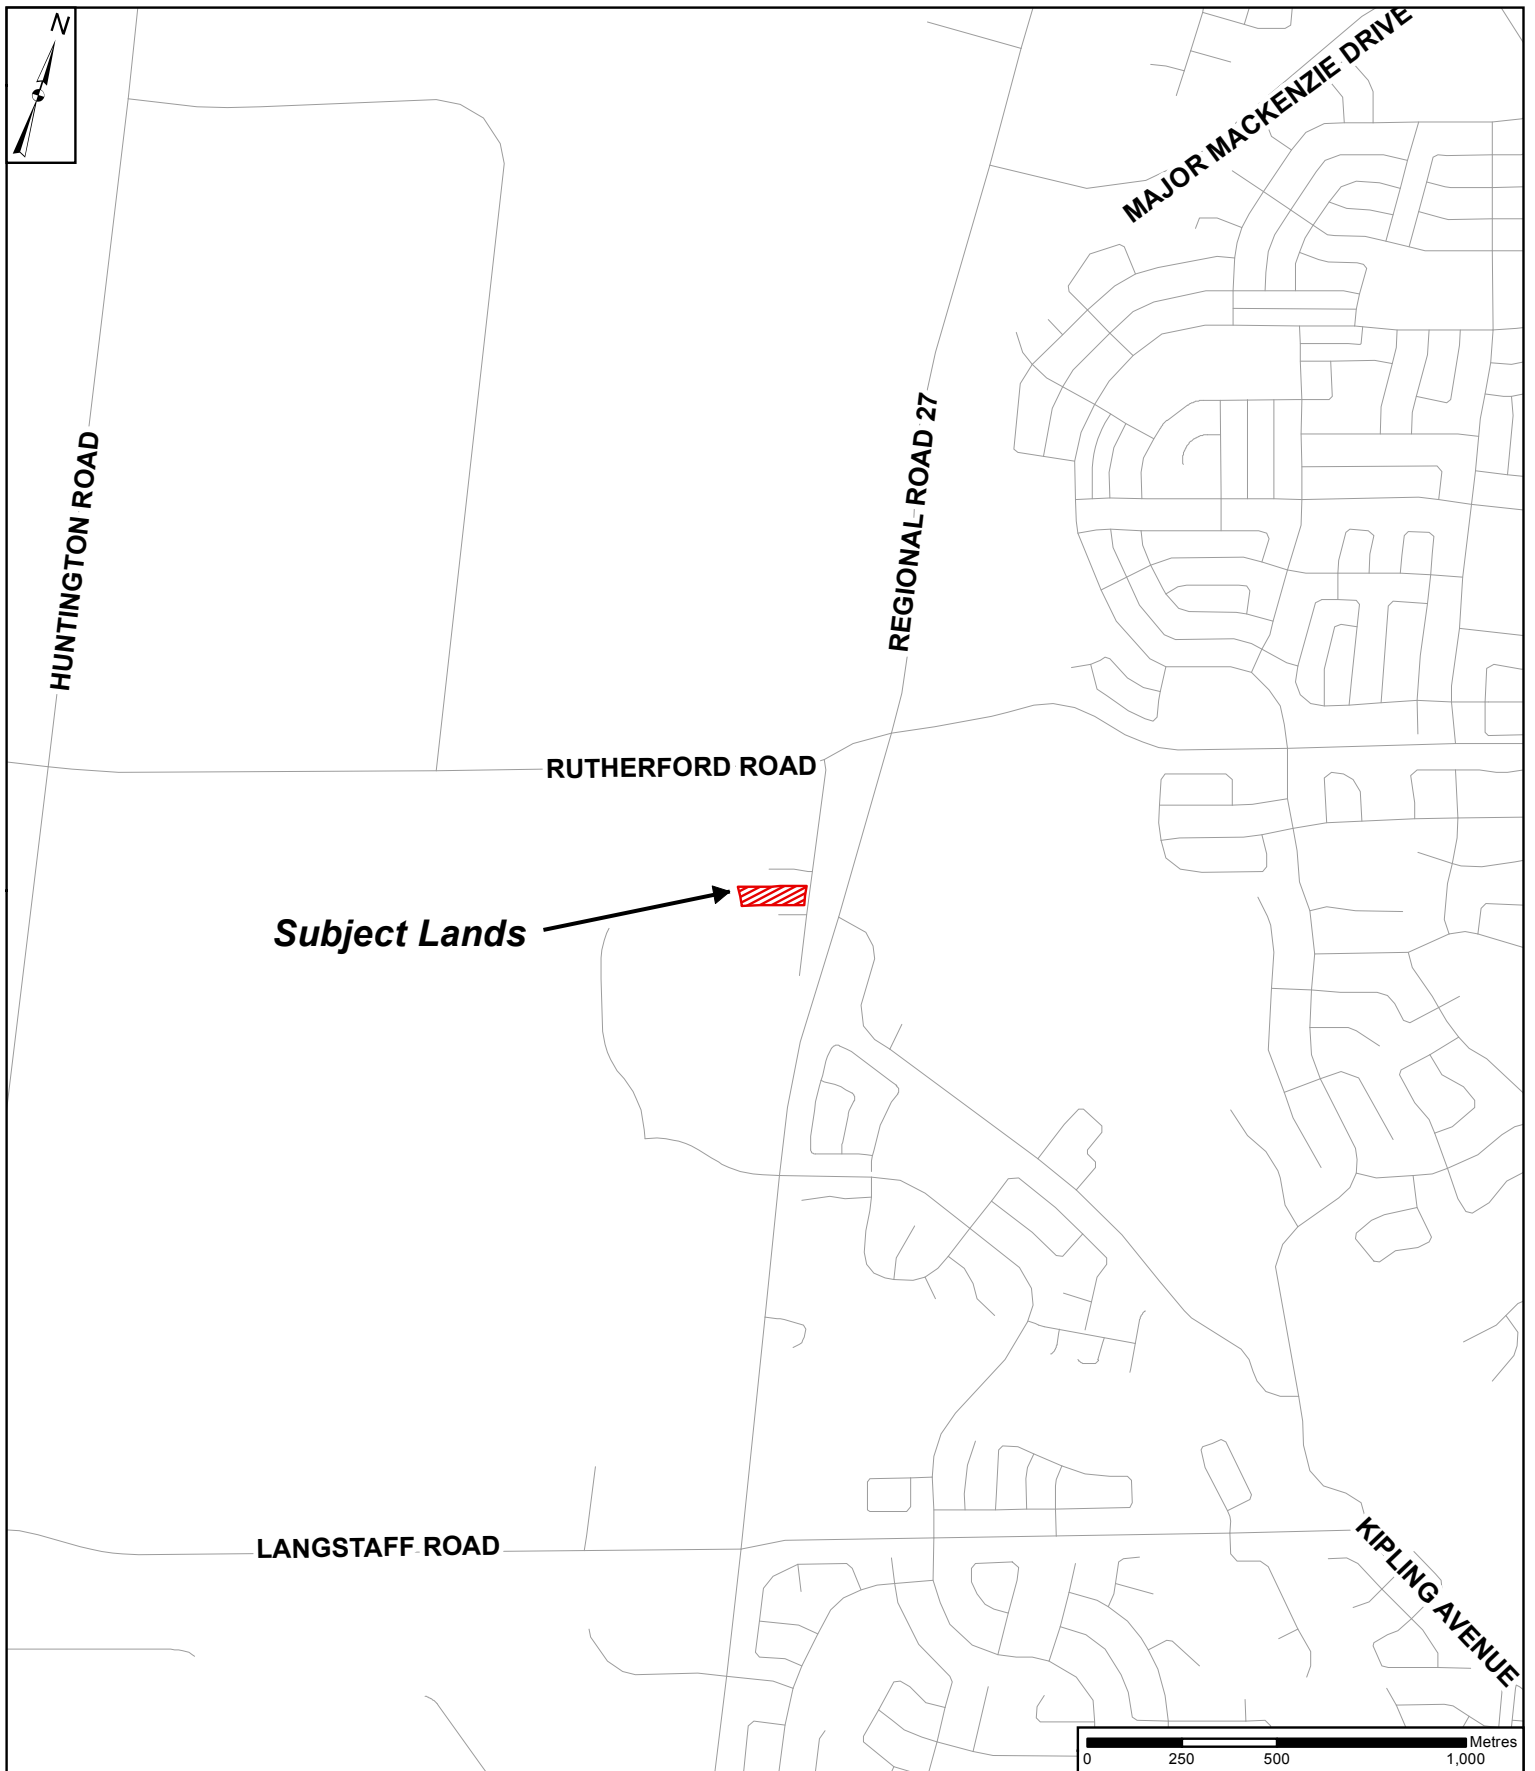 N
MAJOR MACKENZIE DRIVE
HUNTINGTON ROAD
REGIONAL ROAD 27
RUTHERFORD ROAD
Subject Lands
LANGSTAFF ROAD
KIPLING AVENUE
Metres
0 250 500 1,000